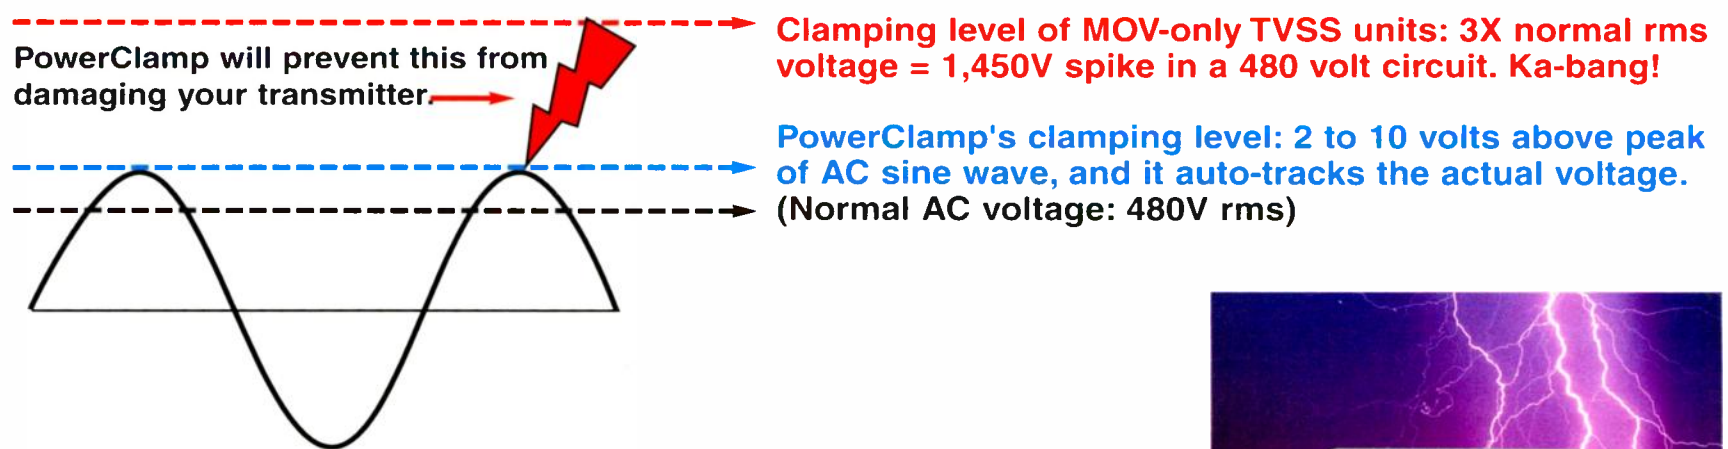 PowerClamp will prevent this from
damaging your transmitter.
Clamping level of MOV-only TVSS units: 3X normal rms
voltage = 1,450V spike in a 480 volt circuit. Ka-bang!
PowerClamp's clamping level: 2 to 10 volts above peak
of AC sine wave, and it auto-tracks the actual voltage.
(Normal AC voltage: 480V rms)